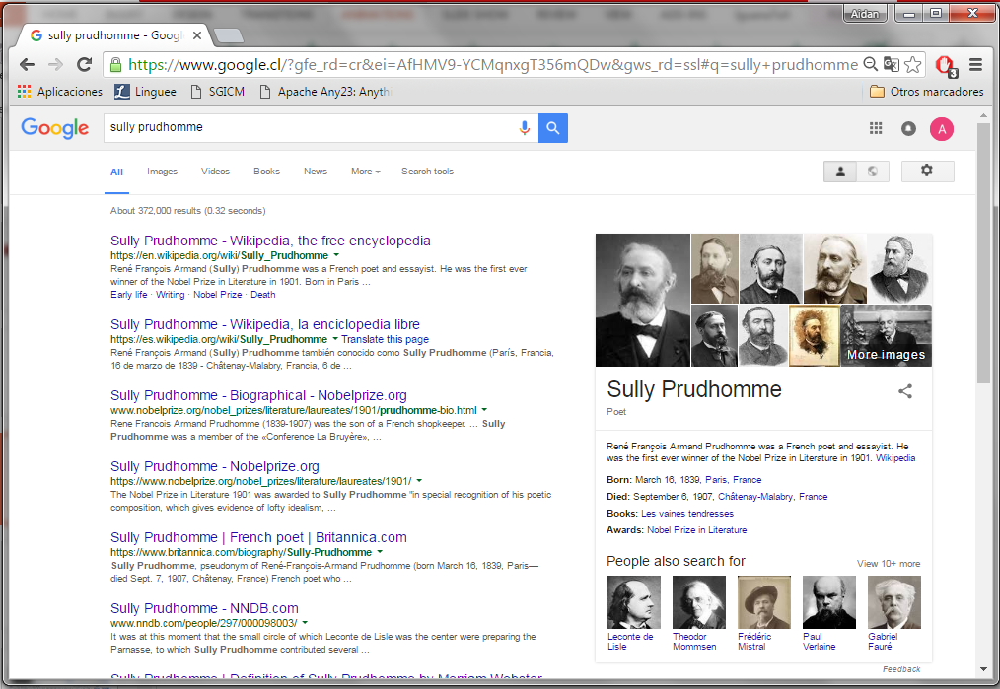 Aidan
sully prudhomme - Googl
https://www.google.cl/?gfe_rd=cr&ei=AfHMV9-YCMqnxgT356mQDw&gws_rd=ssl#q=sully+prudhomme
3
Aplicaciones Linguee SGICM Apache Any23: Anyth Otros marcadores
Google
sully prudhomme
A
All Images Videos Books News More Search tools
About 372,000 results (0.32 seconds)
Sully Prudhomme - Wikipedia, the free encyclopedia
https://en.wikipedia.org/wiki/Sully_Prudhomme
René François Armand (Sully) Prudhomme was a French poet and essayist. He was the first ever
winner of the Nobel Prize in Literature in 1901. Born in Paris ...
Early life · Writing · Nobel Prize · Death
Sully Prudhomme - Wikipedia, la enciclopedia libre
https://es.wikipedia.org/wiki/Sully_Prudhomme Translate this page
René François Armand (Sully) Prudhomme también conocido como Sully Prudhomme (París, Francia,
16 de marzo de 1839 - Châtenay-Malabry, Francia, 6 de ...
Sully Prudhomme - Biographical - Nobelprize.org
www.nobelprize.org/nobel_prizes/literature/laureates/1901/prudhomme-bio.html
Rene Francois Armand Prudhomme (1839-1907) was the son of a French shopkeeper. ... Sully
Prudhomme was a member of the «Conference La Bruyère», ...
Sully Prudhomme - Nobelprize.org
https://www.nobelprize.org/nobel_prizes/literature/laureates/1901/
The Nobel Prize in Literature 1901 was awarded to Sully Prudhomme "in special recognition of his poetic
composition, which gives evidence of lofty idealism, ...
Sully Prudhomme | French poet | Britannica.com
https://www.britannica.com/biography/Sully-Prudhomme
Sully Prudhomme, pseudonym of René-François-Armand Prudhomme (born March 16, 1839, Paris—
died Sept. 7, 1907, Châtenay, France) French poet who ...
Sully Prudhomme - NNDB.com
www.nndb.com/people/297/000098003/
It was at this moment that the small circle of which Leconte de Lisle was the center were preparing the
Parnasse, to which Sully Prudhomme contributed several ...
Sully Prudhomme | Definition of Sully Prudhomme by Merriam-Webster
More images
Sully Prudhomme
Poet
René François Armand Prudhomme was a French poet and essayist. He
was the first ever winner of the Nobel Prize in Literature in 1901. Wikipedia
Born: March 16, 1839, Paris, France
Died: September 6, 1907, Châtenay-Malabry, France
Books: Les vaines tendresses
Awards: Nobel Prize in Literature
People also search for View 10+ more
Leconte de Lisle
Theodor Mommsen
Frédéric Mistral
Paul Verlaine
Gabriel Fauré
Feedback